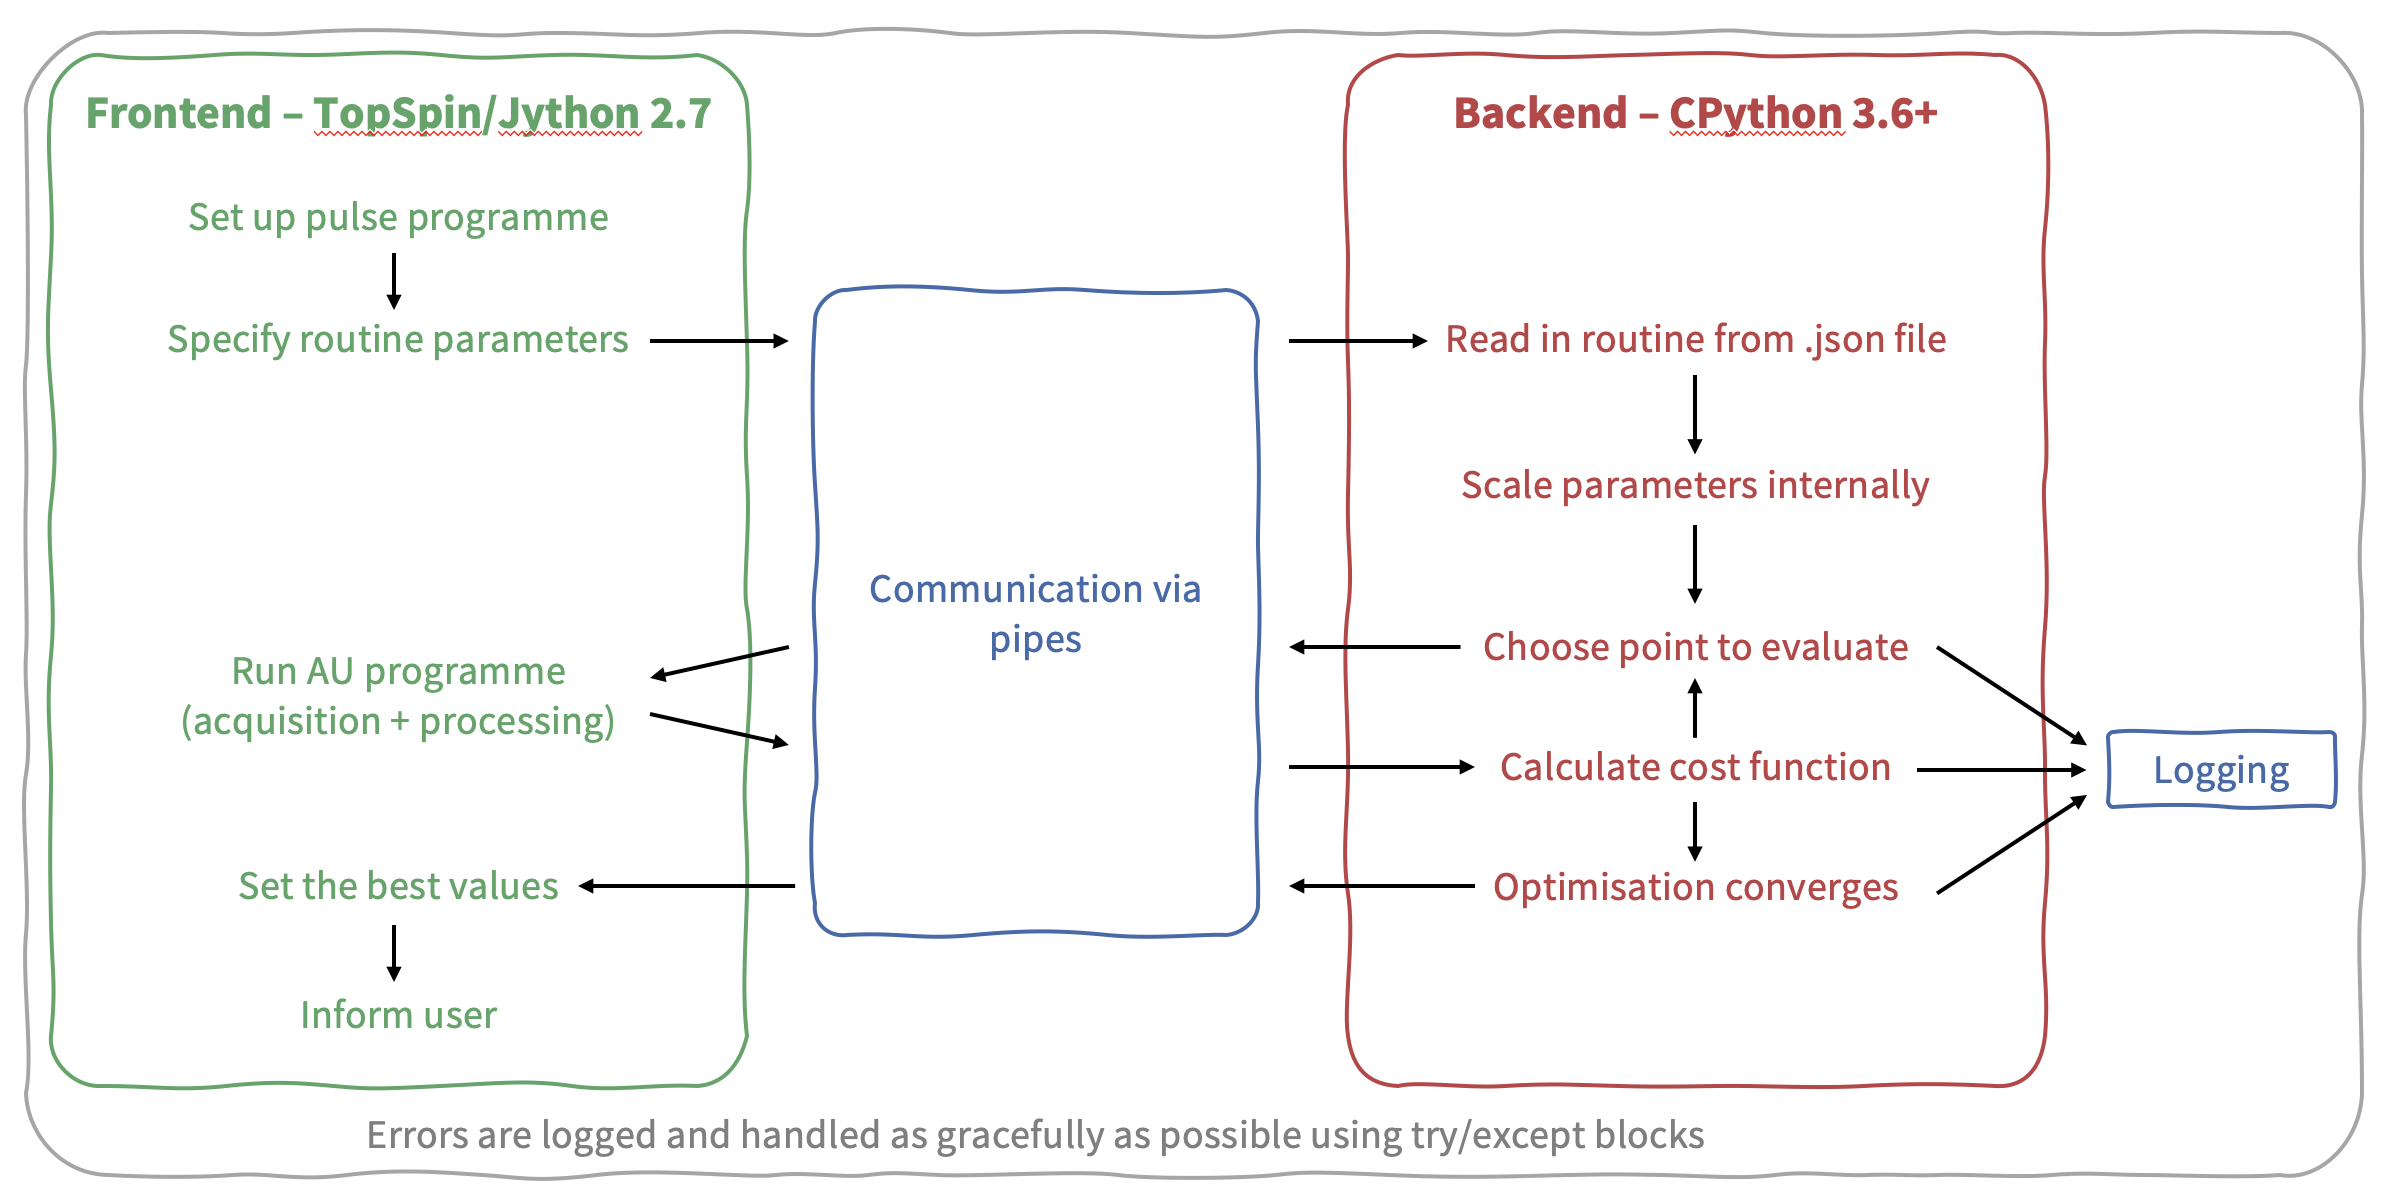 Frontend – TopSpin/Jython 2.7
Set up pulse programme
Specify routine parameters
Run AU programme
(acquisition + processing)
Set the best values
Inform user
Communication via
pipes
Backend – CPython 3.6+
Read in routine from .json file
Scale parameters internally
Choose point to evaluate
Calculate cost function
Optimisation converges
Logging
Errors are logged and handled as gracefully as possible using try/except blocks